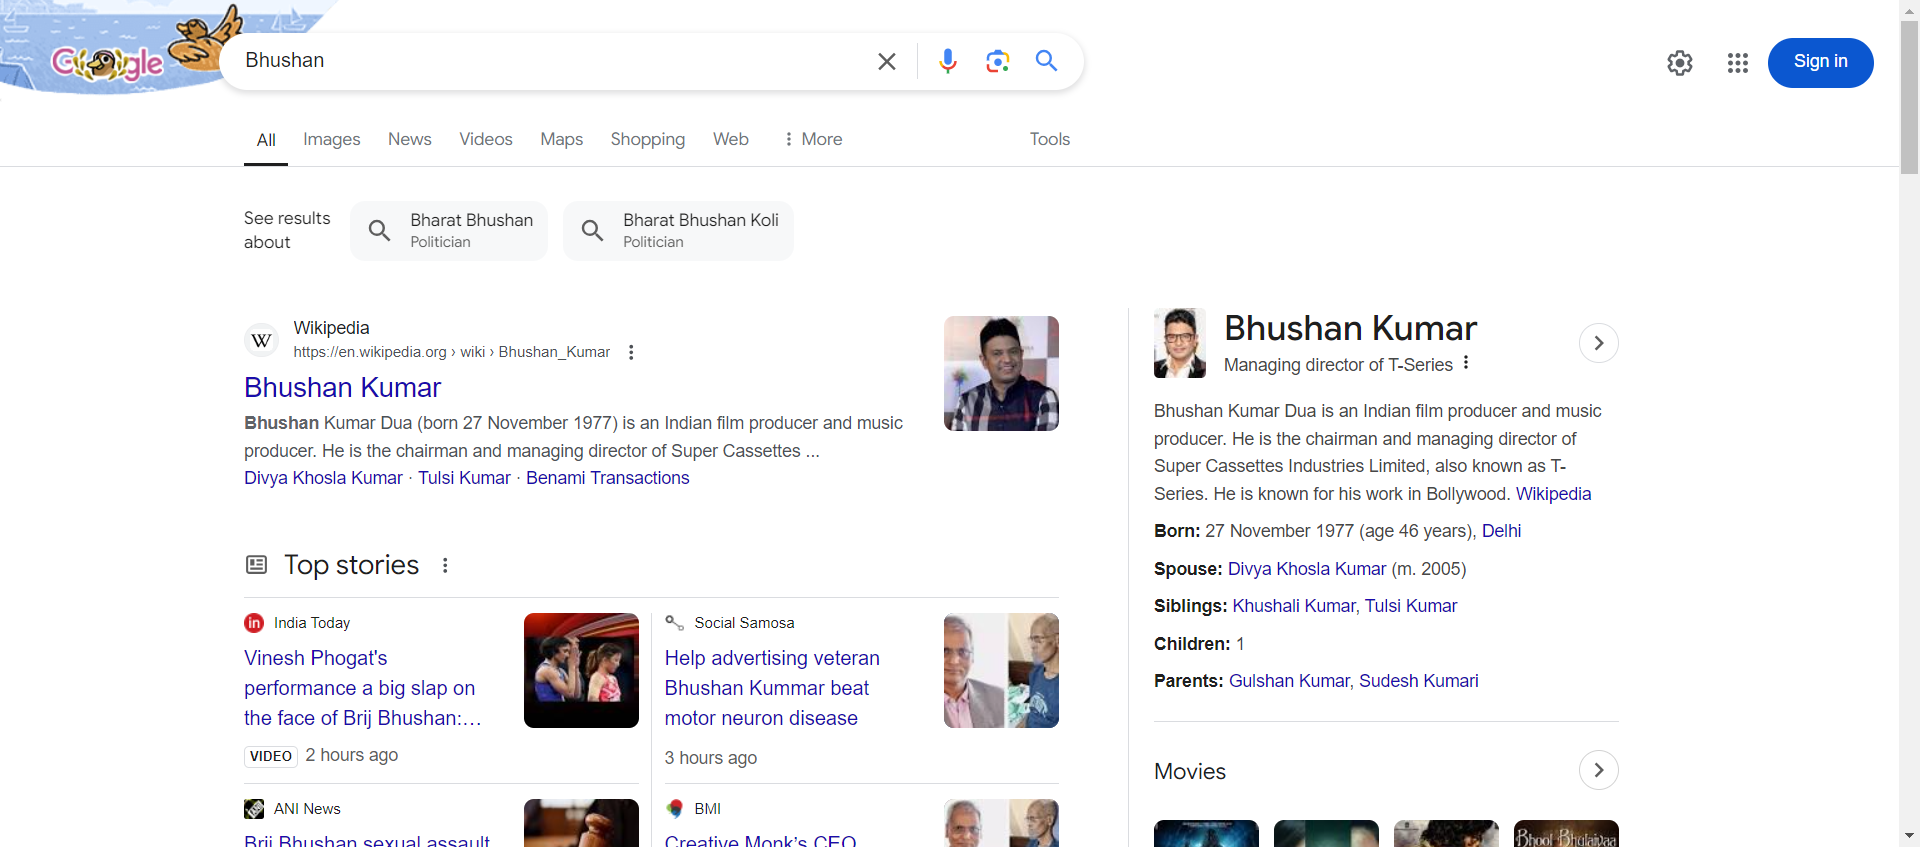 Google
Bhushan
Sign in
All Images News Videos Maps Shopping Web More Tools
See results
about
Bharat Bhushan
Politician
Bharat Bhushan Koli
Politician
W
Wikipedia
https://en.wikipedia.org › wiki › Bhushan_Kumar
Bhushan Kumar
Bhushan Kumar Dua (born 27 November 1977) is an Indian film producer and music
producer. He is the chairman and managing director of Super Cassettes ...
Divya Khosla Kumar · Tulsi Kumar · Benami Transactions
Top stories
in
India Today
Vinesh Phogat's
performance a big slap on
the face of Brij Bhushan:...
VIDEO 2 hours ago
Social Samosa
Help advertising veteran
Bhushan Kummar beat
motor neuron disease
3 hours ago
ANI News
Brij Bhushan sexual assault
BMI
Creative Monk's CEO
Bhushan Kumar
Managing director of T-Series
Bhushan Kumar Dua is an Indian film producer and music
producer. He is the chairman and managing director of
Super Cassettes Industries Limited, also known as T-
Series. He is known for his work in Bollywood. Wikipedia
Born: 27 November 1977 (age 46 years), Delhi
Spouse: Divya Khosla Kumar (m. 2005)
Siblings: Khushali Kumar, Tulsi Kumar
Children: 1
Parents: Gulshan Kumar, Sudesh Kumari
Movies
Bhool Bhulaiyaa